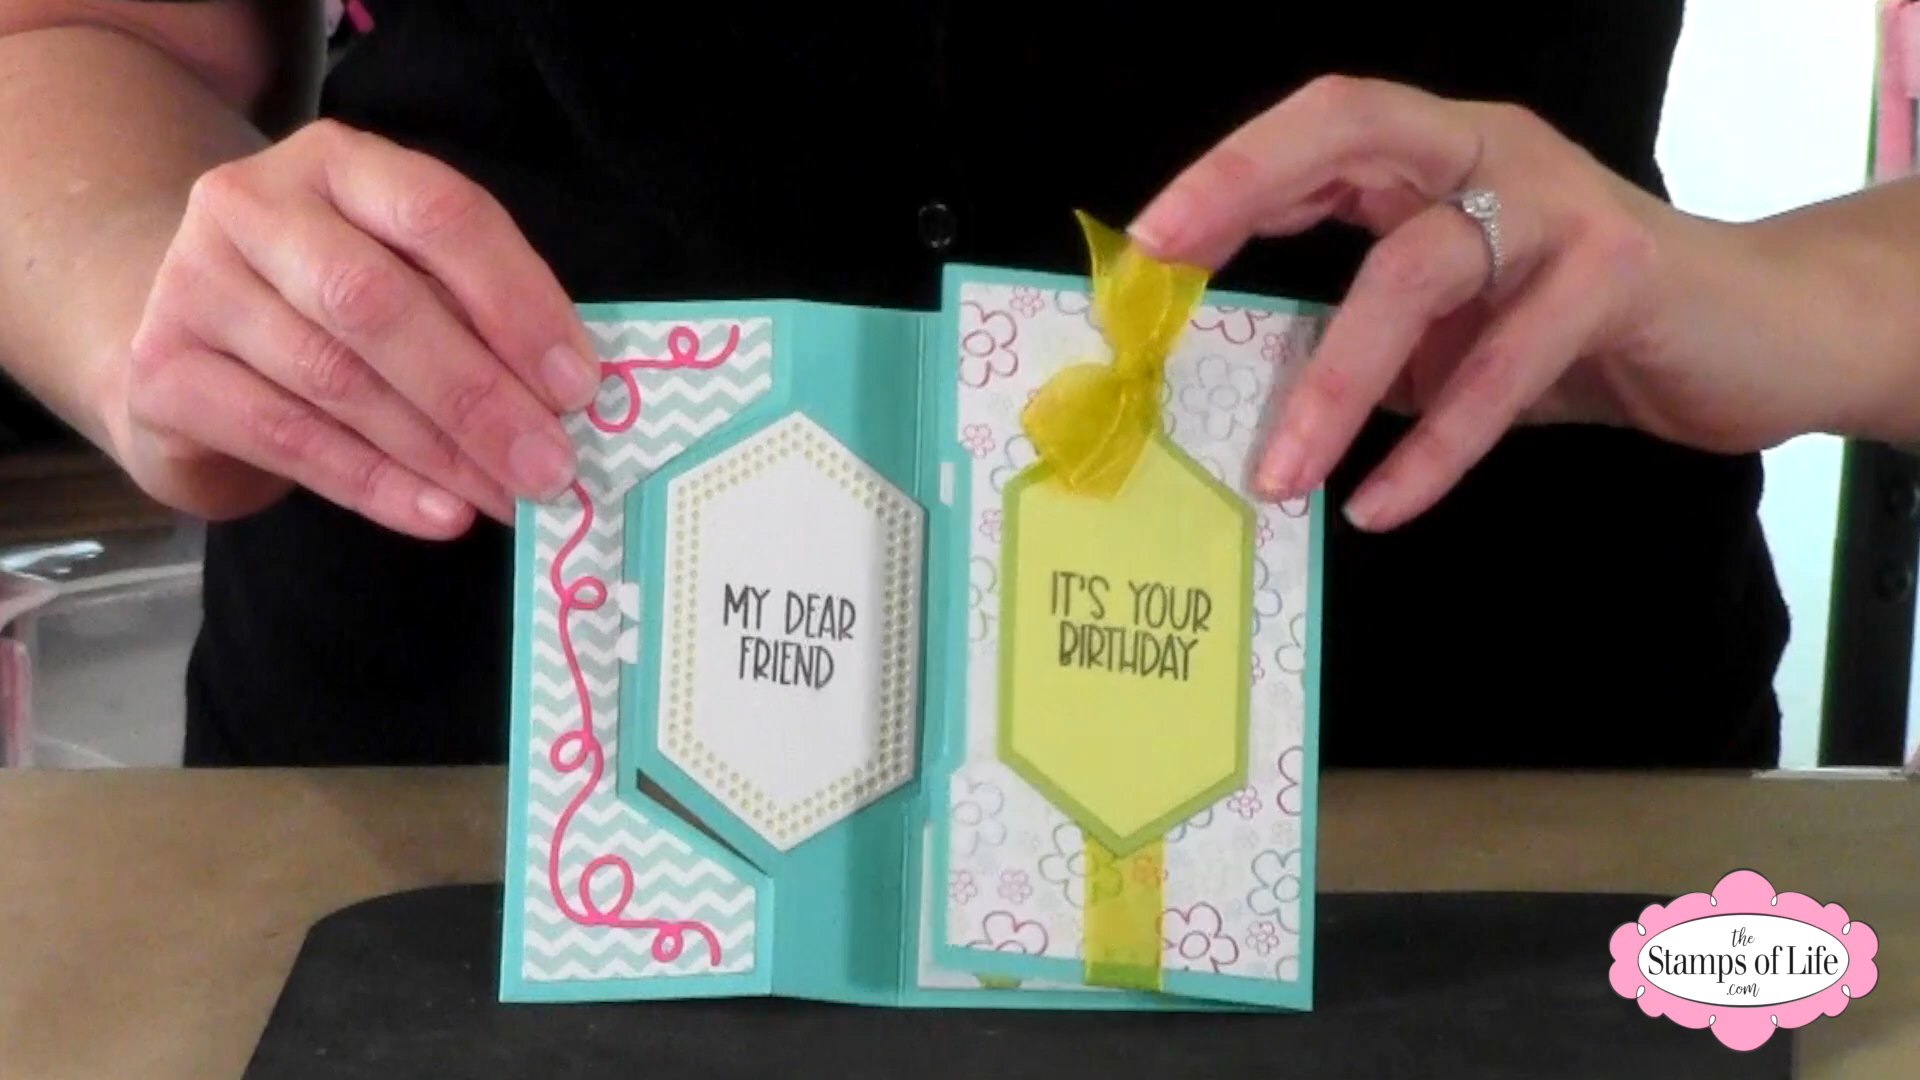 MY DEAR
FRIEND
IT'S YOUR
BIRTHDAY
the
Stamps of Life
.com